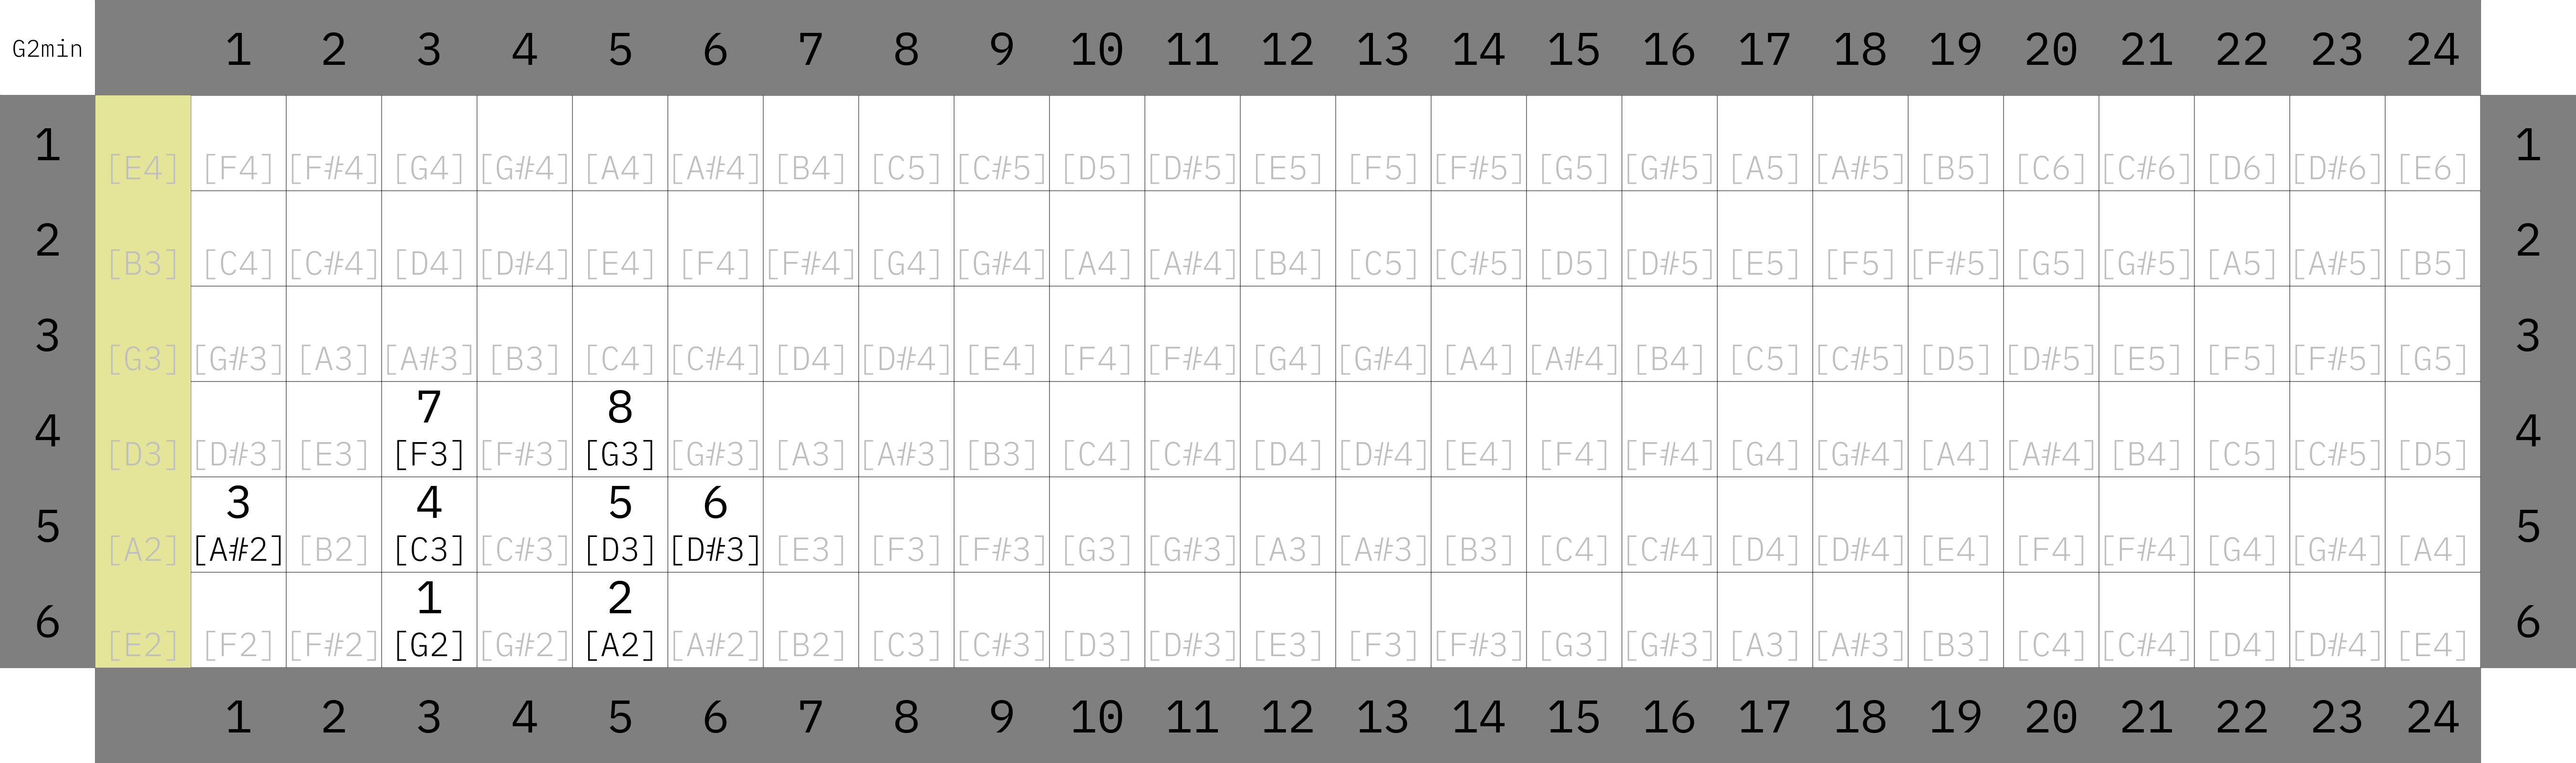 G2min 1 2 3 4 5 6 7 8 9 10 11 12 13 14 15 16 17 18 19 20 21 22 23 24
1 [E4] [F4] [F#4] [G4] [G#4] [A4] [A#4] [B4] [C5] [C#5] [D5] [D#5] [E5] [F5] [F#5] [G5] [G#5] [A5] [A#5] [B5] [C6] [C#6] [D6] [D#6] [E6] 1
2 [B3] [C4] [C#4] [D4] [D#4] [E4] [F4] [F#4] [G4] [G#4] [A4] [A#4] [B4] [C5] [C#5] [D5] [D#5] [E5] [F5] [F#5] [G5] [G#5] [A5] [A#5] [B5] 2
3 [G3] [G#3] [A3] [A#3] [B3] [C4] [C#4] [D4] [D#4] [E4] [F4] [F#4] [G4] [G#4] [A4] [A#4] [B4] [C5] [C#5] [D5] [D#5] [E5] [F5] [F#5] [G5] 3
7 8
4 [D3] [D#3] [E3] [F3] [F#3] [G3] [G#3] [A3] [A#3] [B3] [C4] [C#4] [D4] [D#4] [E4] [F4] [F#4] [G4] [G#4] [A4] [A#4] [B4] [C5] [C#5] [D5] 4
3 4 5 6
5 [A2] [A#2] [B2] [C3] [C#3] [D3] [D#3] [E3] [F3] [F#3] [G3] [G#3] [A3] [A#3] [B3] [C4] [C#4] [D4] [D#4] [E4] [F4] [F#4] [G4] [G#4] [A4] 5
1 2
6 [E2] [F2] [F#2] [G2] [G#2] [A2] [A#2] [B2] [C3] [C#3] [D3] [D#3] [E3] [F3] [F#3] [G3] [G#3] [A3] [A#3] [B3] [C4] [C#4] [D4] [D#4] [E4] 6
1 2 3 4 5 6 7 8 9 10 11 12 13 14 15 16 17 18 19 20 21 22 23 24